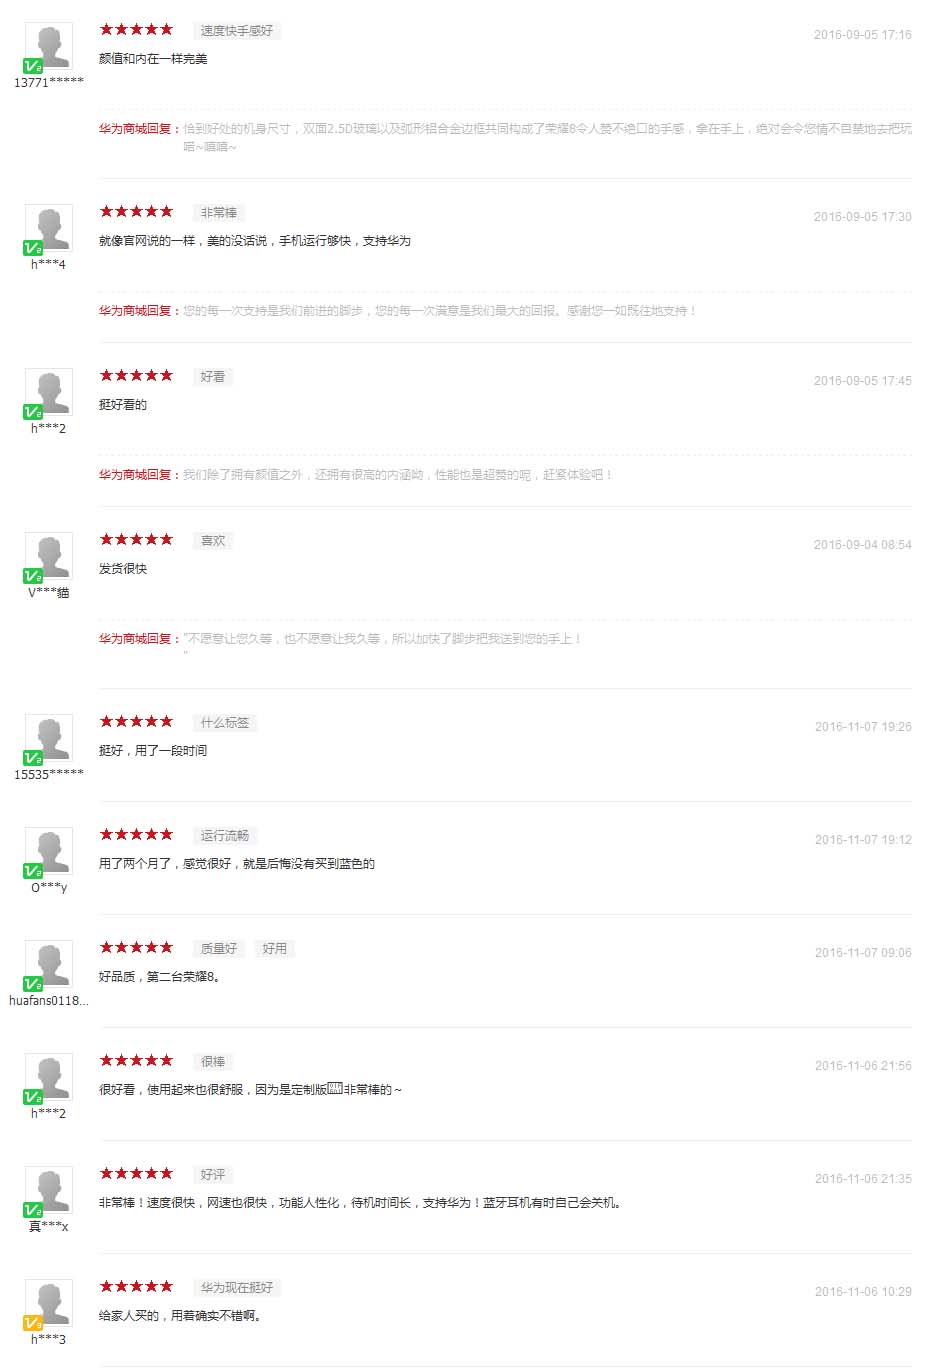 速度快手感好
2016-09-05 17:16
颜值和内在一样完美
V2
13771*****
华为商城回复：恰到好处的机身尺寸，双面2.5D玻璃以及弧形铝合金边框共同构成了荣耀8令人赞不绝口的手感，拿在手上，绝对会令您情不自禁地去把玩
嗒~嘻嘻~
非常棒
2016-09-05 17:30
就像官网说的一样，美的没话说，手机运行够快，支持华为
V2
h***4
华为商城回复：您的每一次支持是我们前进的脚步，您的每一次满意是我们最大的回报。感谢您一如既往地支持！
好看
2016-09-05 17:45
挺好看的
V2
h***2
华为商城回复：我们除了拥有颜值之外，还拥有很高的内涵呦，性能也是超赞的呢，赶紧体验吧！
喜欢
2016-09-04 08:54
发货很快
V2
V***貓
华为商城回复："不愿意让您久等，也不愿意让我久等，所以加快了脚步把我送到您的手上！
"
什么标签
2016-11-07 19:26
挺好，用了一段时间
V2
15535*****
运行流畅
2016-11-07 19:12
用了两个月了，感觉很好，就是后悔没有买到蓝色的
V2
O***y
质量好 好用
2016-11-07 09:06
好品质，第二台荣耀8。
V2
huafans0118...
很棒
2016-11-06 21:56
很好看，使用起来也很舒服，因为是定制版非常棒的～
V2
h***2
好评
2016-11-06 21:35
非常棒！速度很快，网速也很快，功能人性化，待机时间长，支持华为！蓝牙耳机有时自己会关机。
V2
真***x
华为现在挺好
2016-11-06 10:29
给家人买的，用着确实不错啊。
V3
h***3